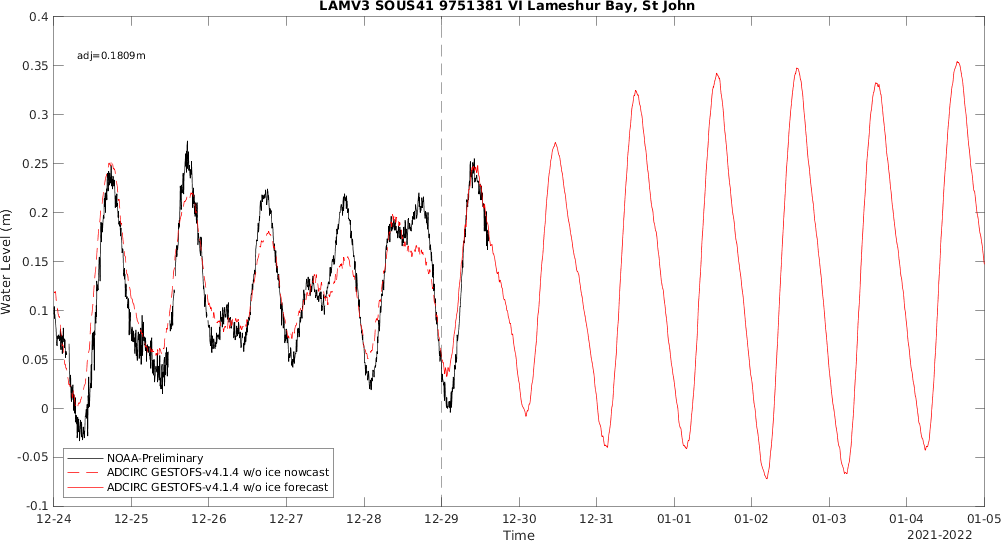 LAMV3 SOUS41 9751381 VI Lameshur Bay, St John
adj=0.1809m
0.4
0.35
0.3
0.25
0.2
0.15
0.1
0.05
0
-0.05
-0.1
Water Level (m)
NOAA-Preliminary
ADCIRC GESTOFS-v4.1.4 w/o ice nowcast
ADCIRC GESTOFS-v4.1.4 w/o ice forecast
12-24 12-25 12-26 12-27 12-28 12-29 12-30 12-31 01-01 01-02 01-03 01-04 01-05
Time
2021-2022